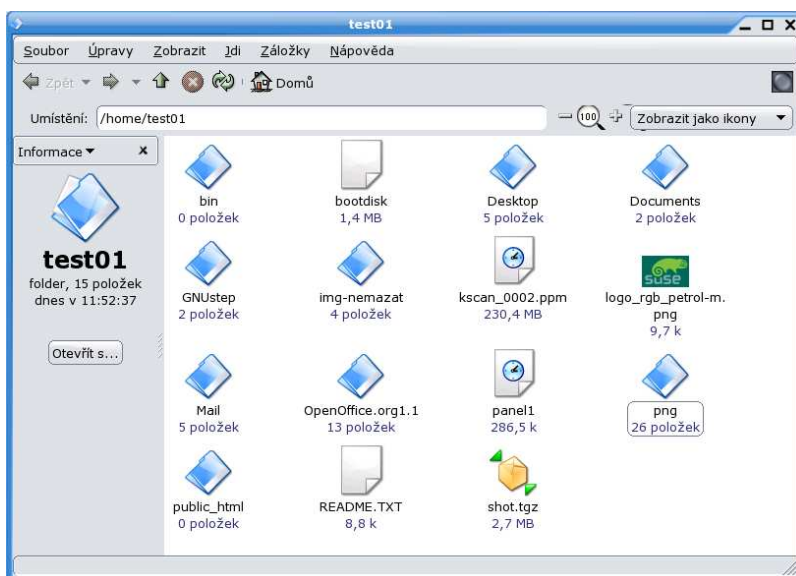 test01
Soubor Úpravy Zobrazit Jdi Záložky Nápověda
Zpět Domů
Umístění: /home/test01 100 Zobrazit jako ikony
Informace x
test01
folder, 15 položek
dnes v 11:52:37
Otevřít s...
bin
0 položek
bootdisk
1,4 MB
Desktop
5 položek
Documents
2 položek
GNUstep
2 položek
img-nemazat
4 položek
kscan_0002.ppm
230,4 MB
SUSE
logo_rgb_petrol-m.
png
9,7 k
Mail
5 položek
OpenOffice.org1.1
13 položek
panel1
286,5 k
png
26 položek
public_html
0 položek
README.TXT
8,8 k
shot.tgz
2,7 MB